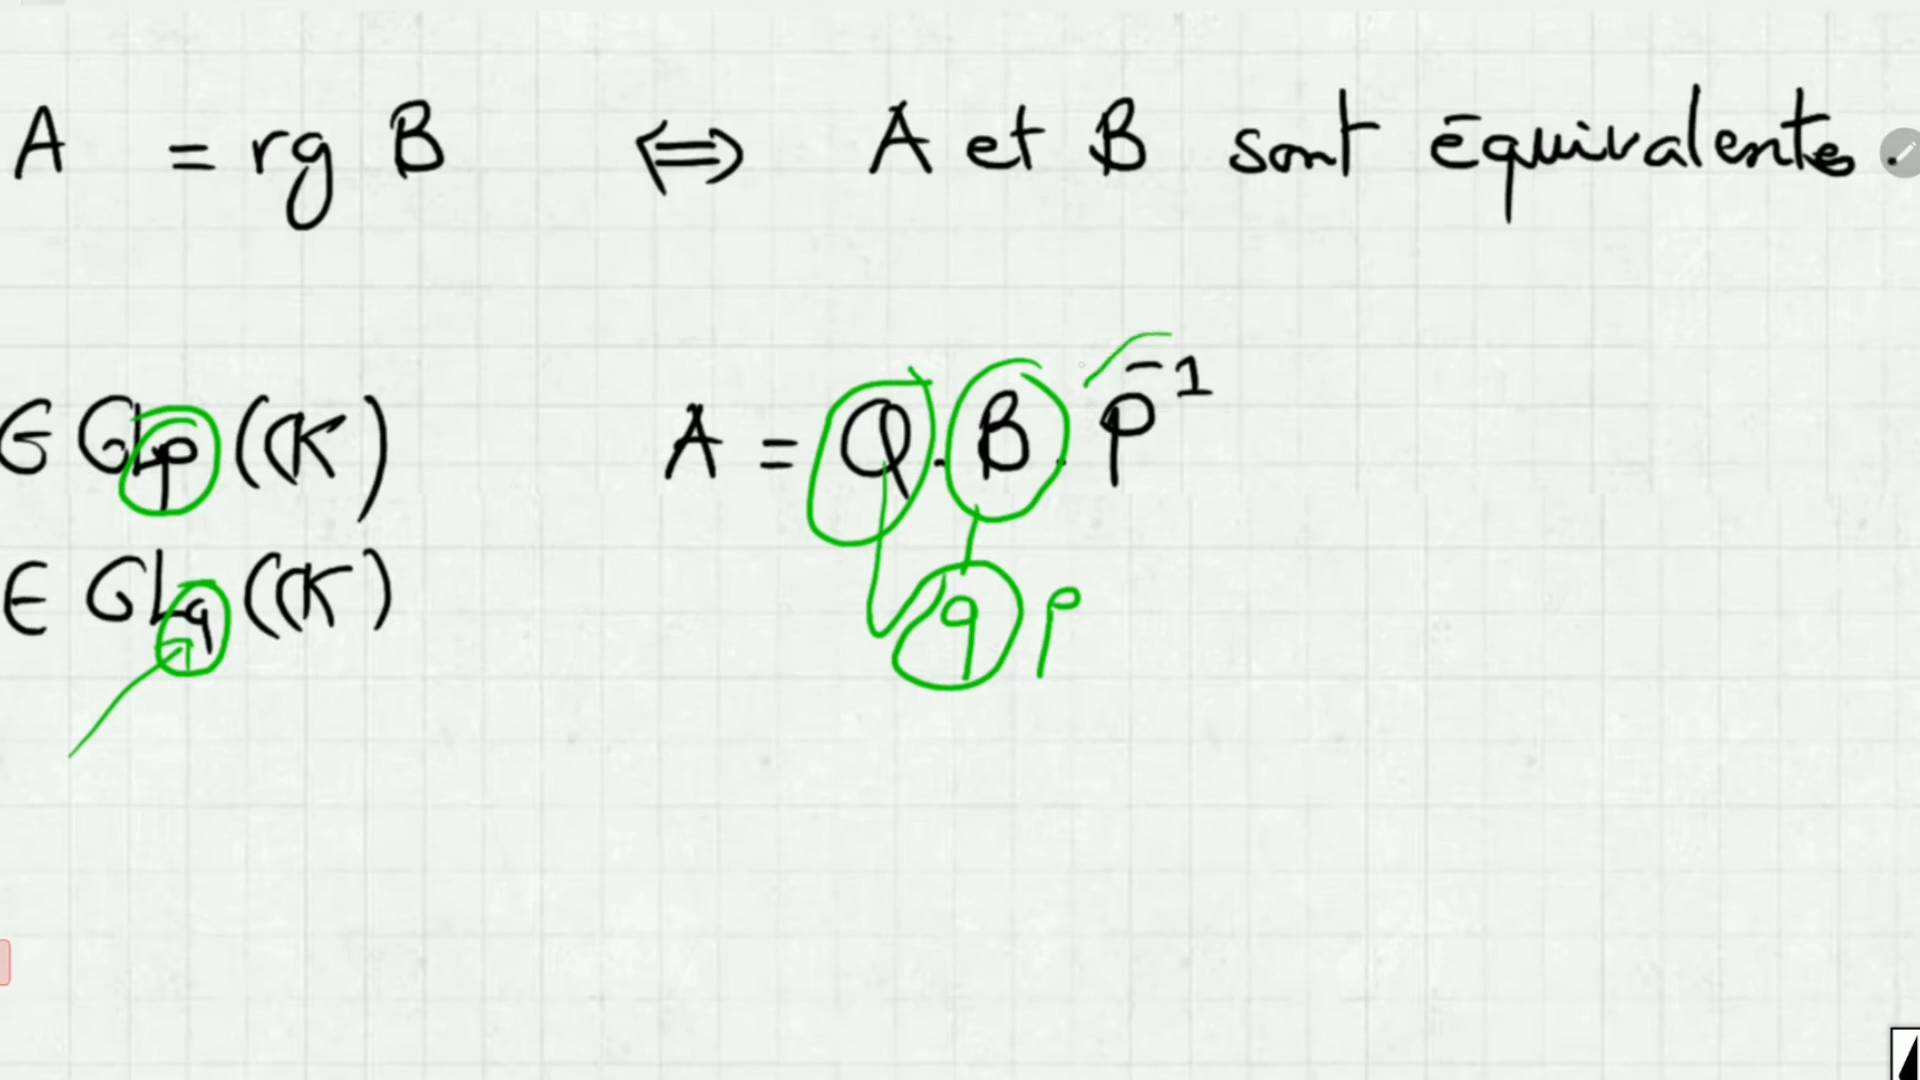 A = rg B ⟺ A et B sont équivalentes.
∈ GLp (K) A = Q . B . P⁻¹
∈ GLq (K) q p